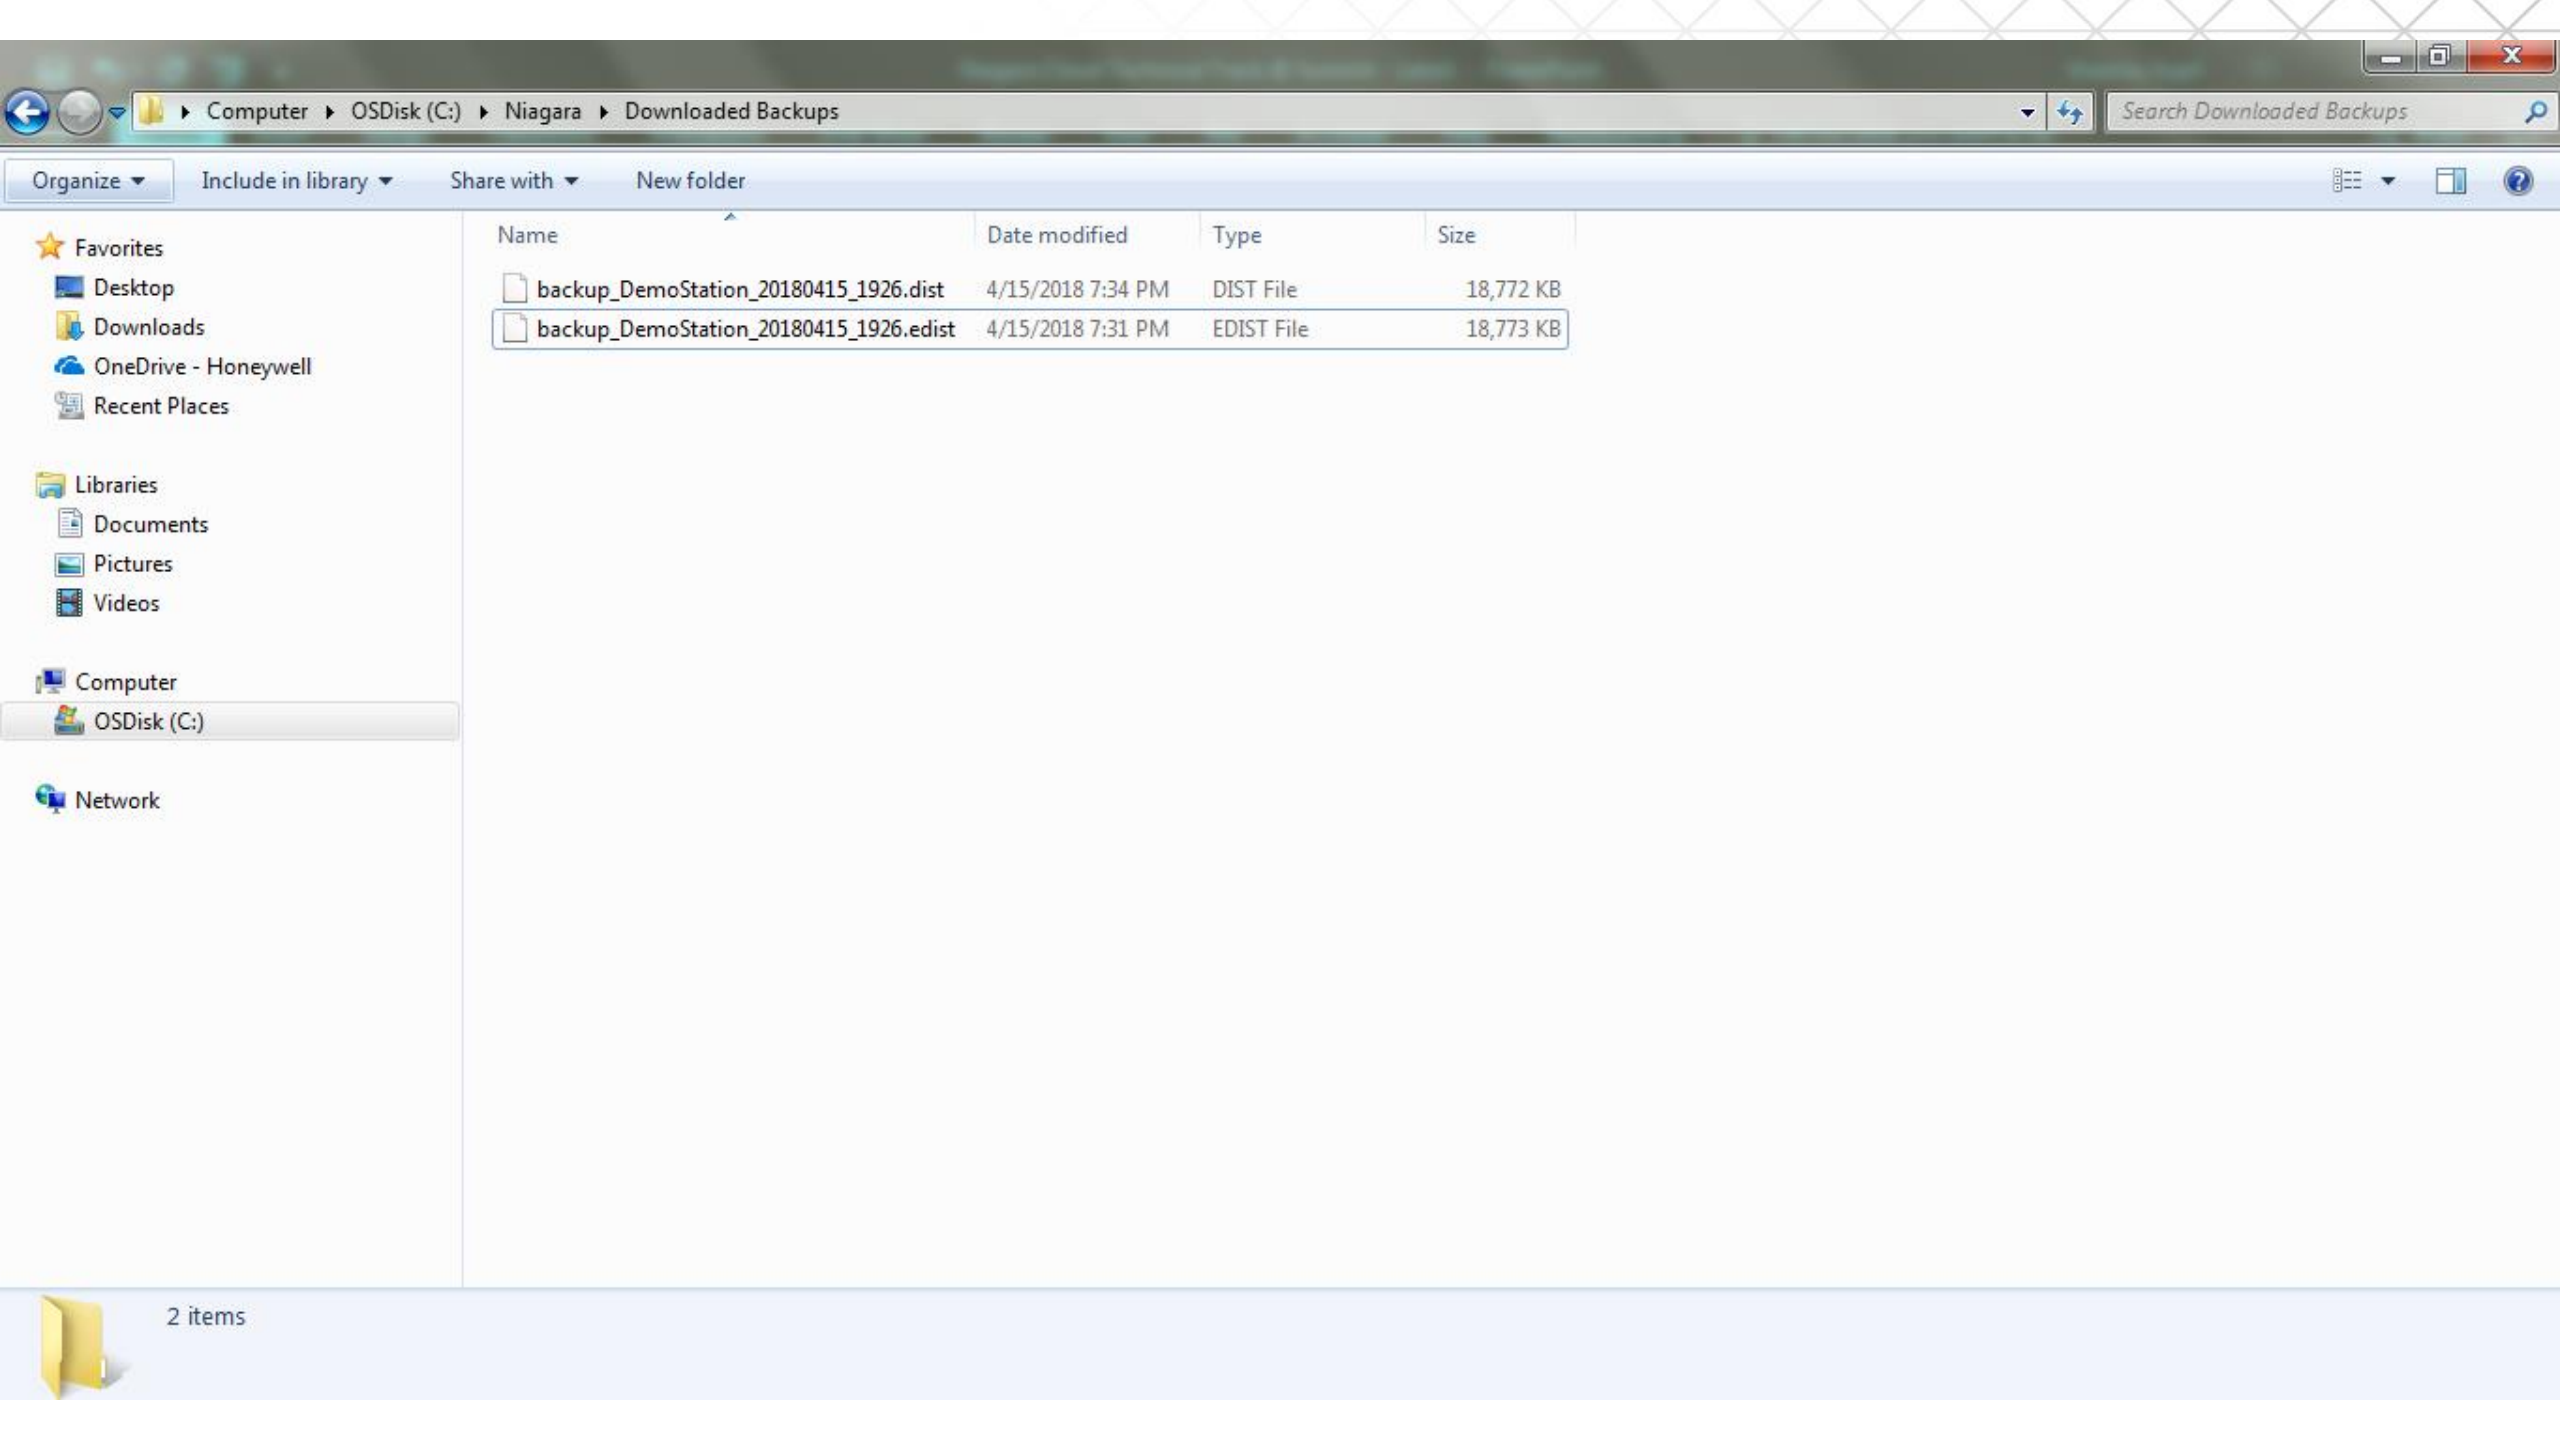 Computer OSDisk (C:) Niagara Downloaded Backups
Search Downloaded Backups
Organize Include in library Share with New folder
Favorites
Desktop
Downloads
OneDrive - Honeywell
Recent Places
Libraries
Documents
Pictures
Videos
Computer
OSDisk (C:)
Network
Name Date modified Type Size
backup_DemoStation_20180415_1926.dist 4/15/2018 7:34 PM DIST File 18,772 KB
backup_DemoStation_20180415_1926.edist 4/15/2018 7:31 PM EDIST File 18,773 KB
2 items